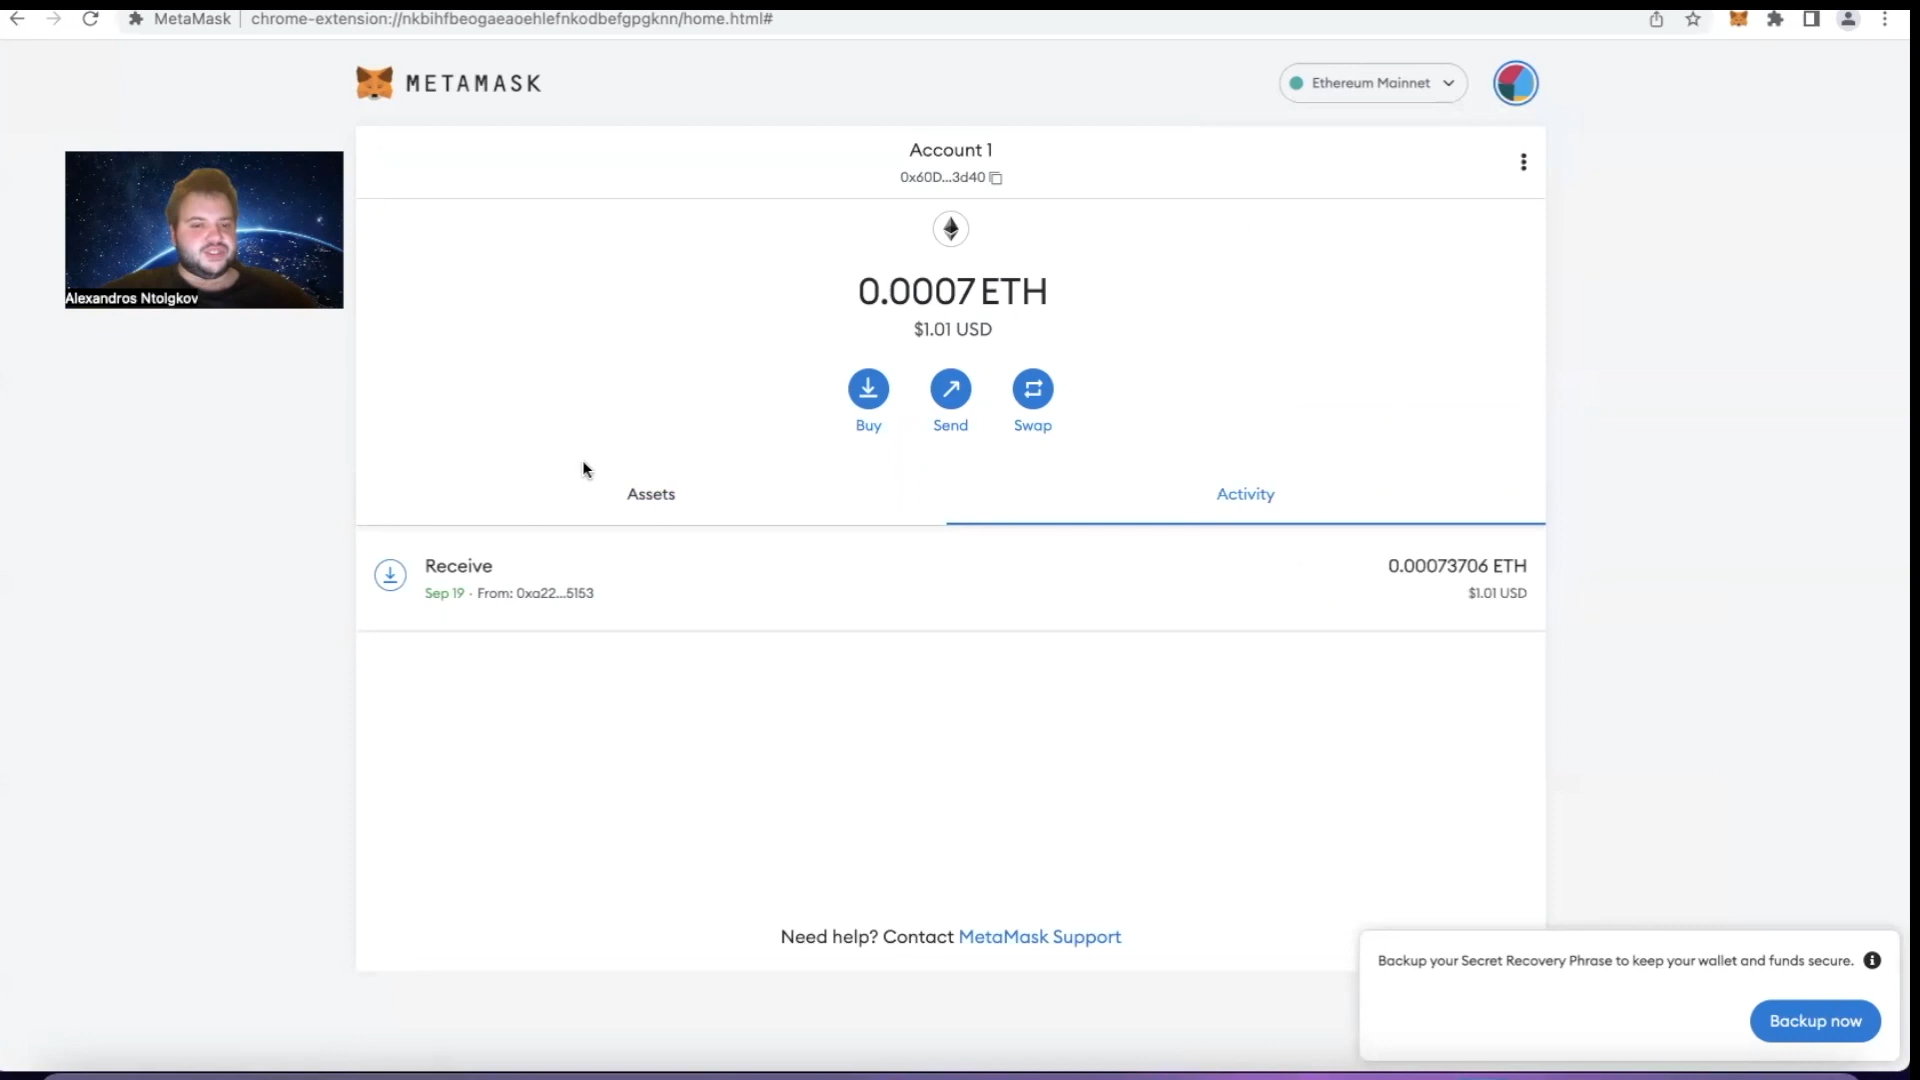 MetaMask | chrome-extension://nkbihfbeogaeaoehlefnkodbefgpgknn/home.html#
METAMASK
Ethereum Mainnet
Account 1
0x60D...3d40
Alexandros Ntolgkov
0.0007 ETH
$1.01 USD
Buy
Send
Swap
Assets
Activity
Receive
0.00073706 ETH
Sep 19 · From: 0xa22...5153
$1.01 USD
Need help? Contact MetaMask Support
Backup your Secret Recovery Phrase to keep your wallet and funds secure.
Backup now